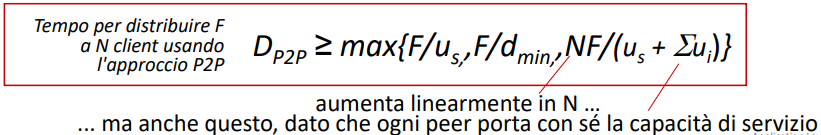 Tempo per distribuire F
a N client usando
l'approccio P2P
D_P2P ≥ max{F/u_s,,F/d_min,,NF/(u_s + Σu_i)}
aumenta linearmente in N …
... ma anche questo, dato che ogni peer porta con sé la capacità di servizio